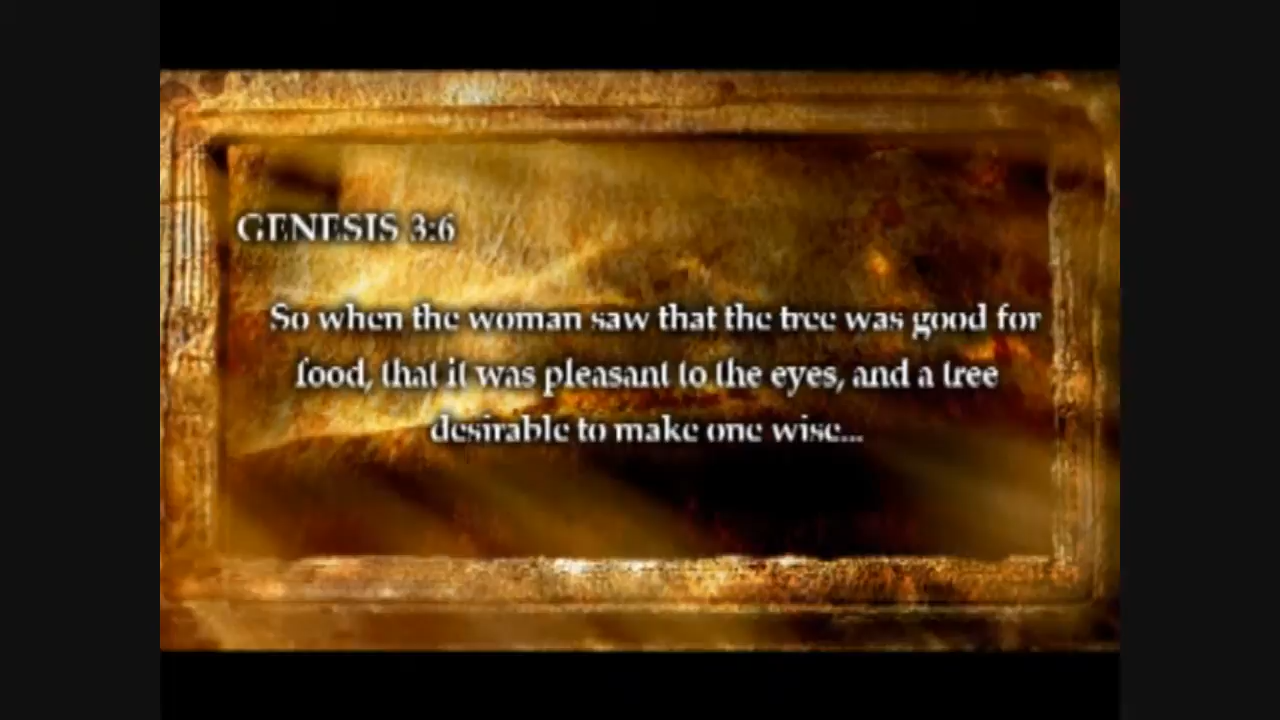 GENESIS 3:6
So when the woman saw that the tree was good for
food, that it was pleasant to the eyes, and a tree
desirable to make one wise...